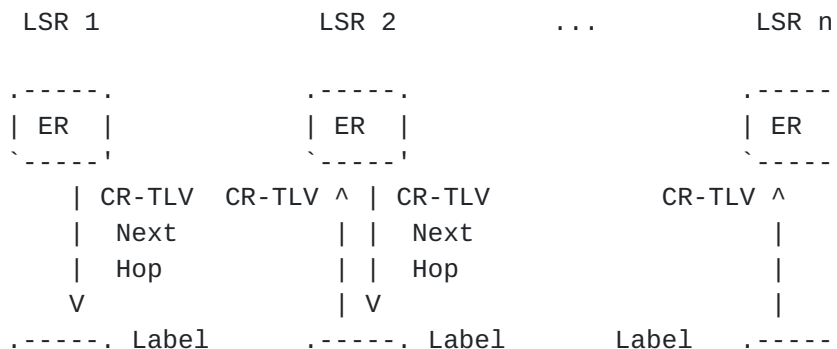 LSR 1              LSR 2          ...         LSR n

.-----.            .-----.                      .-----
| ER  |            | ER  |                      | ER
`-----'            `-----'                      `-----
    | CR-TLV  CR-TLV ^ | CR-TLV           CR-TLV ^
    |  Next          | |  Next                   |
    |  Hop           | |  Hop                    |
    V                | V                         |
.-----. Label      .-----. Label       Label   .-----